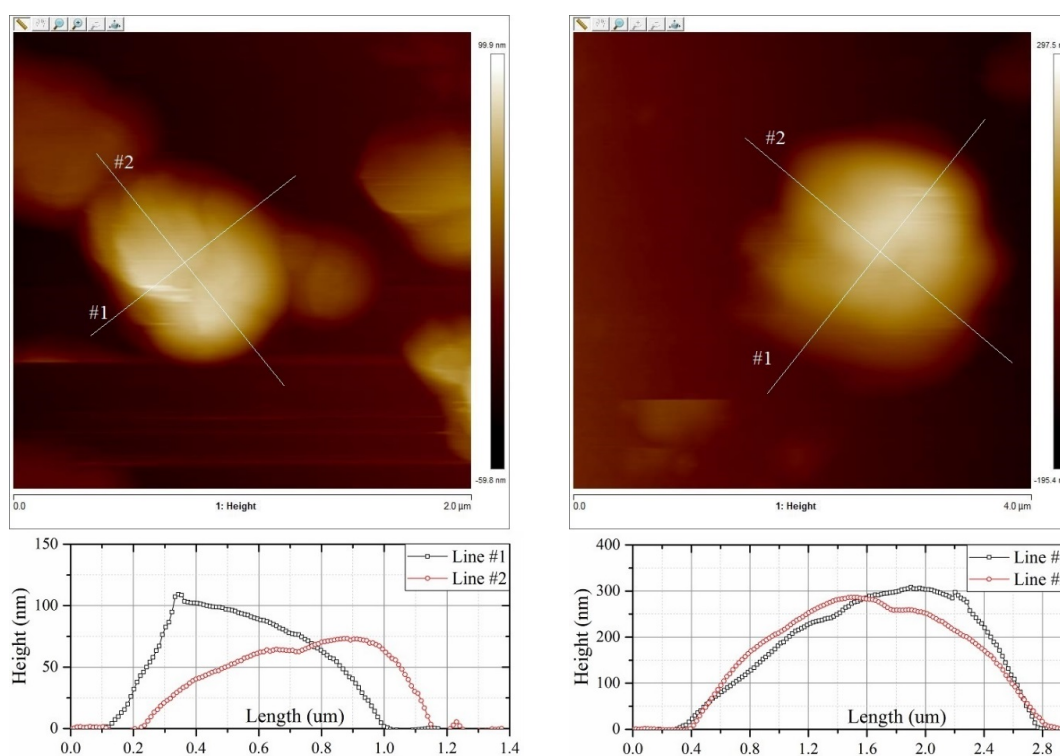 99.9 nm
#2
#1
-59.8 nm
0.0
1: Height
2.0 µm
297.5 n
#2
#1
-195.4 n
0.0
1: Height
4.0 µm
150
100
50
0
Height (nm)
Line #1
Line #2
Length (um)
0.0 0.2 0.4 0.6 0.8 1.0 1.2 1.4
400
300
200
100
0
Height (nm)
Line #
Line #
Length (um)
0.0 0.4 0.8 1.2 1.6 2.0 2.4 2.8